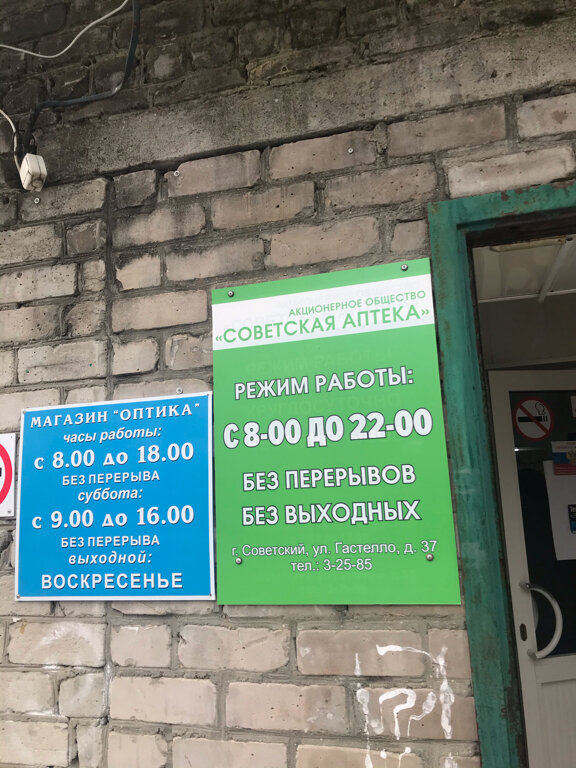 МАГАЗИН "ОПТИКА"
часы работы:
с 8.00 до 18.00
БЕЗ ПЕРЕРЫВА
суббота:
с 9.00 до 16.00
БЕЗ ПЕРЕРЫВА
выходной:
ВОСКРЕСЕНЬЕ
АКЦИОНЕРНОЕ ОБЩЕСТВО
«СОВЕТСКАЯ АПТЕКА»
РЕЖИМ РАБОТЫ:
С 8-00 ДО 22-00
БЕЗ ПЕРЕРЫВОВ
БЕЗ ВЫХОДНЫХ
г. Советский, ул. Гастелло, д. 37
тел.: 3-25-85